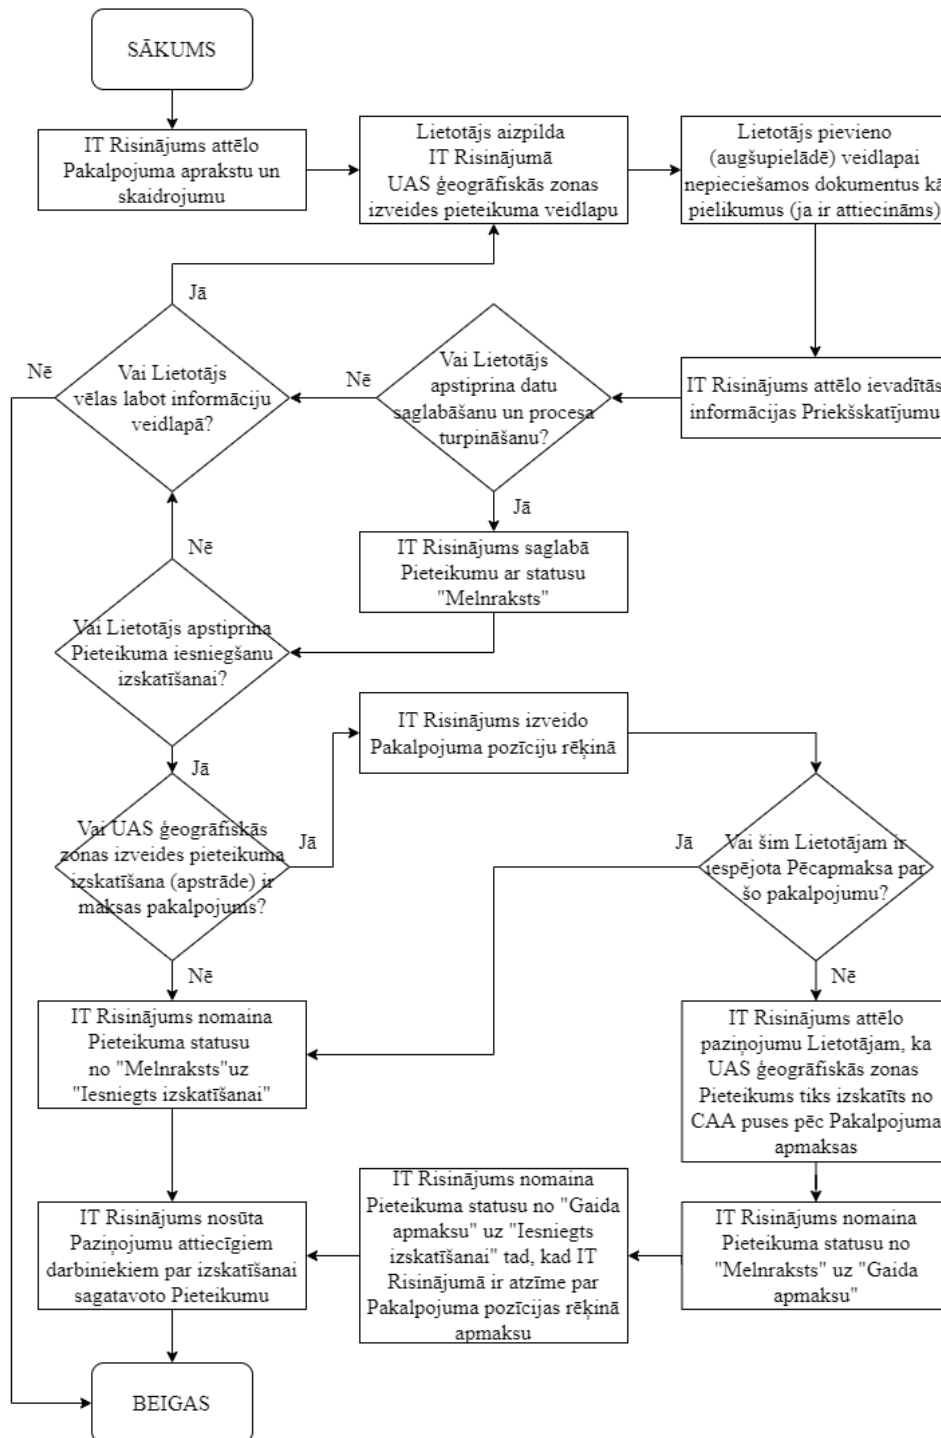 SĀKUMS
IT Risinājums attēlo
Pakalpojuma aprakstu un
skaidrojumu
Lietotājs aizpilda
IT Risinājumā
UAS ģeogrāfiskās zonas
izveides pieteikuma veidlapu
Lietotājs pievieno
(augšupielādē) veidlapai
nepieciešamos dokumentus kā
pielikumus (ja ir attiecināms)
Jā
Nē
Vai Lietotājs
vēlas labot informāciju
veidlapā?
Nē
Vai Lietotājs
apstiprina datu
saglabāšanu un procesa
turpināšanu?
IT Risinājums attēlo ievadītās
informācijas Priekšskatījumu
Jā
Nē
IT Risinājums saglabā
Pieteikumu ar statusu
"Melnraksts"
Vai Lietotājs apstiprina
Pieteikuma iesniegšanu
izskatīšanai?
IT Risinājums izveido
Pakalpojuma pozīciju rēķinā
Jā
Vai UAS ģeogrāfiskās
zonas izveides pieteikuma
izskatīšana (apstrāde) ir
maksas pakalpojums?
Jā
Jā
Vai šim Lietotājam ir
iespējota Pēcapmaksa par
šo pakalpojumu?
Nē
Nē
IT Risinājums nomaina
Pieteikuma statusu
no "Melnraksts"uz
"Iesniegts izskatīšanai"
IT Risinājums attēlo
paziņojumu Lietotājam, ka
UAS ģeogrāfiskās zonas
Pieteikums tiks izskatīts no
CAA puses pēc Pakalpojuma
apmaksas
IT Risinājums nosūta
Paziņojumu attiecīgiem
darbiniekiem par izskatīšanai
sagatavoto Pieteikumu
IT Risinājums nomaina
Pieteikuma statusu no "Gaida
apmaksu" uz "Iesniegts
izskatīšanai" tad, kad IT
Risinājumā ir atzīme par
Pakalpojuma pozīcijas rēķinā
apmaksu
IT Risinājums nomaina
Pieteikuma statusu no
"Melnraksts" uz "Gaida
apmaksu"
BEIGAS